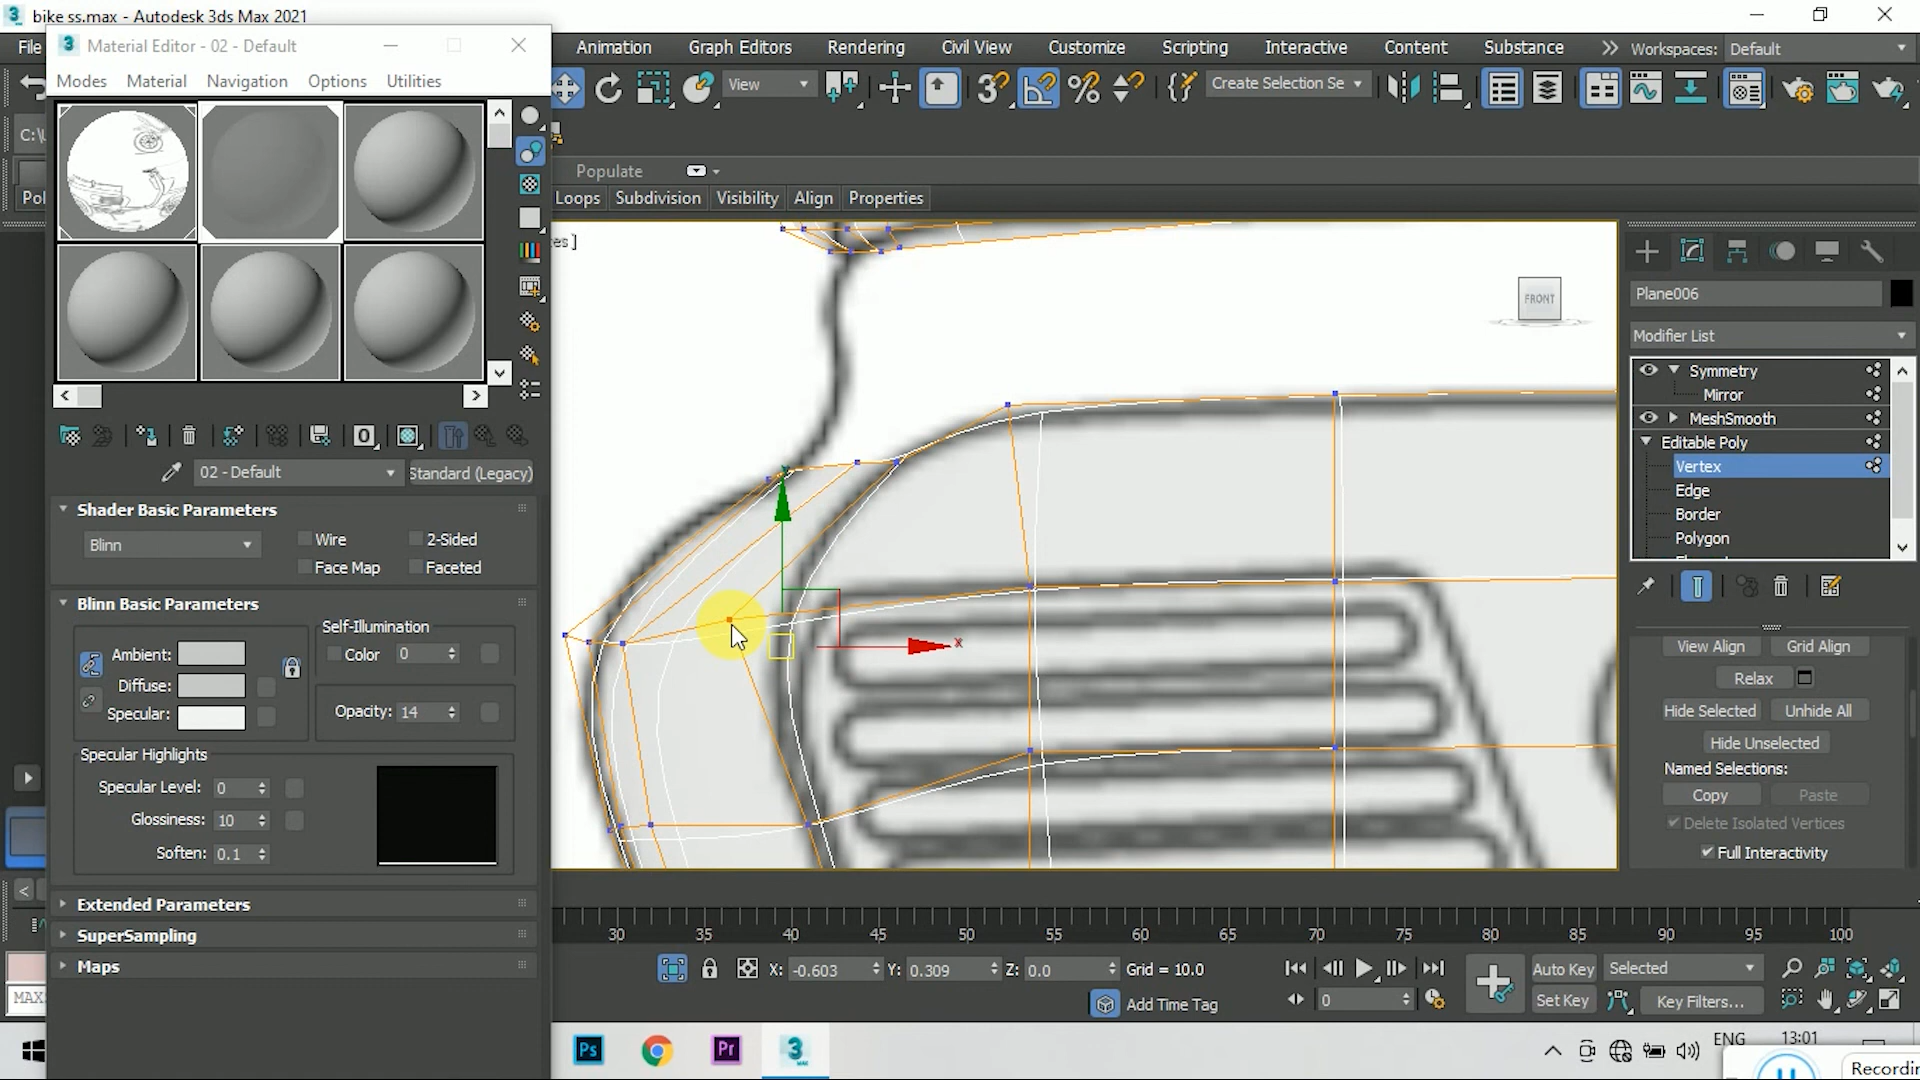 bike ss.max - Autodesk 3ds Max 2021
File
Animation
Graph Editors
Rendering
Civil View
Customize
Scripting
Interactive
Content
Substance
Workspaces:
Default
Material Editor - 02 - Default
Modes
Material
Navigation
Options
Utilities
View
Create Selection Se
Populate
Loops
Subdivision
Visibility
Align
Properties
FRONT
x
02 - Default
Standard (Legacy)
Shader Basic Parameters
Blinn
Wire
2-Sided
Face Map
Faceted
Blinn Basic Parameters
Self-Illumination
Ambient:
Color
0
Diffuse:
Specular:
Opacity:
14
Specular Highlights
Specular Level:
0
Glossiness:
10
Soften:
0.1
Extended Parameters
SuperSampling
Maps
Plane006
Modifier List
Symmetry
Mirror
MeshSmooth
Editable Poly
Vertex
Edge
Border
Polygon
View Align
Grid Align
Relax
Hide Selected
Unhide All
Hide Unselected
Named Selections:
Copy
Paste
Delete Isolated Vertices
Full Interactivity
30 35 40 45 50 55 60 65 70 75 80 85 90 95 100
X:
-0.603
Y:
0.309
Z:
0.0
Grid = 10.0
Add Time Tag
0
Auto Key
Selected
Set Key
Key Filters...
Ps
Pr
3
ENG
13:01